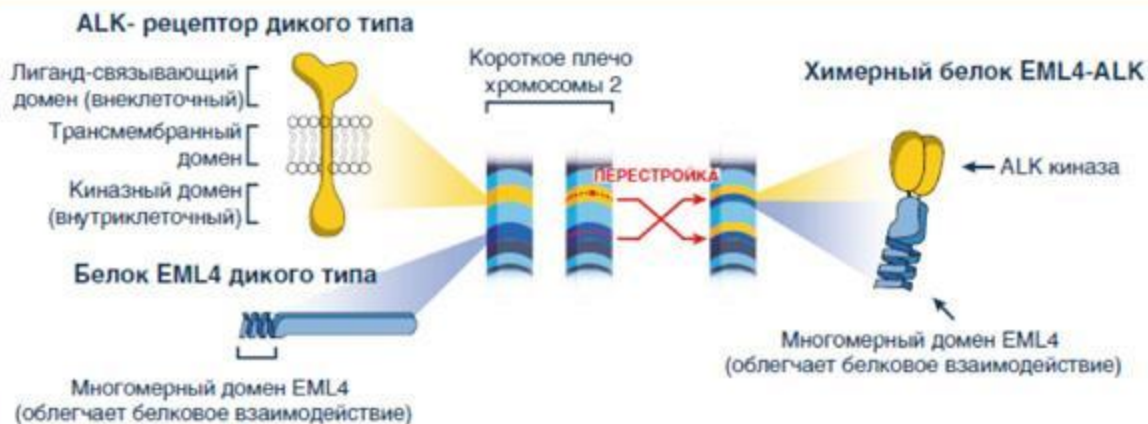 ALK- рецептор дикого типа
Лиганд-связывающий
домен (внеклеточный)
Трансмембранный
домен
Киназный домен
(внутриклеточный)
Белок EML4 дикого типа
Многомерный домен EML4
(облегчает белковое взаимодействие)
Короткое плечо
хромосомы 2
ПЕРЕСТРОЙКА
Химерный белок EML4-ALK
ALK киназа
Многомерный домен EML4
(облегчает белковое взаимодействие)